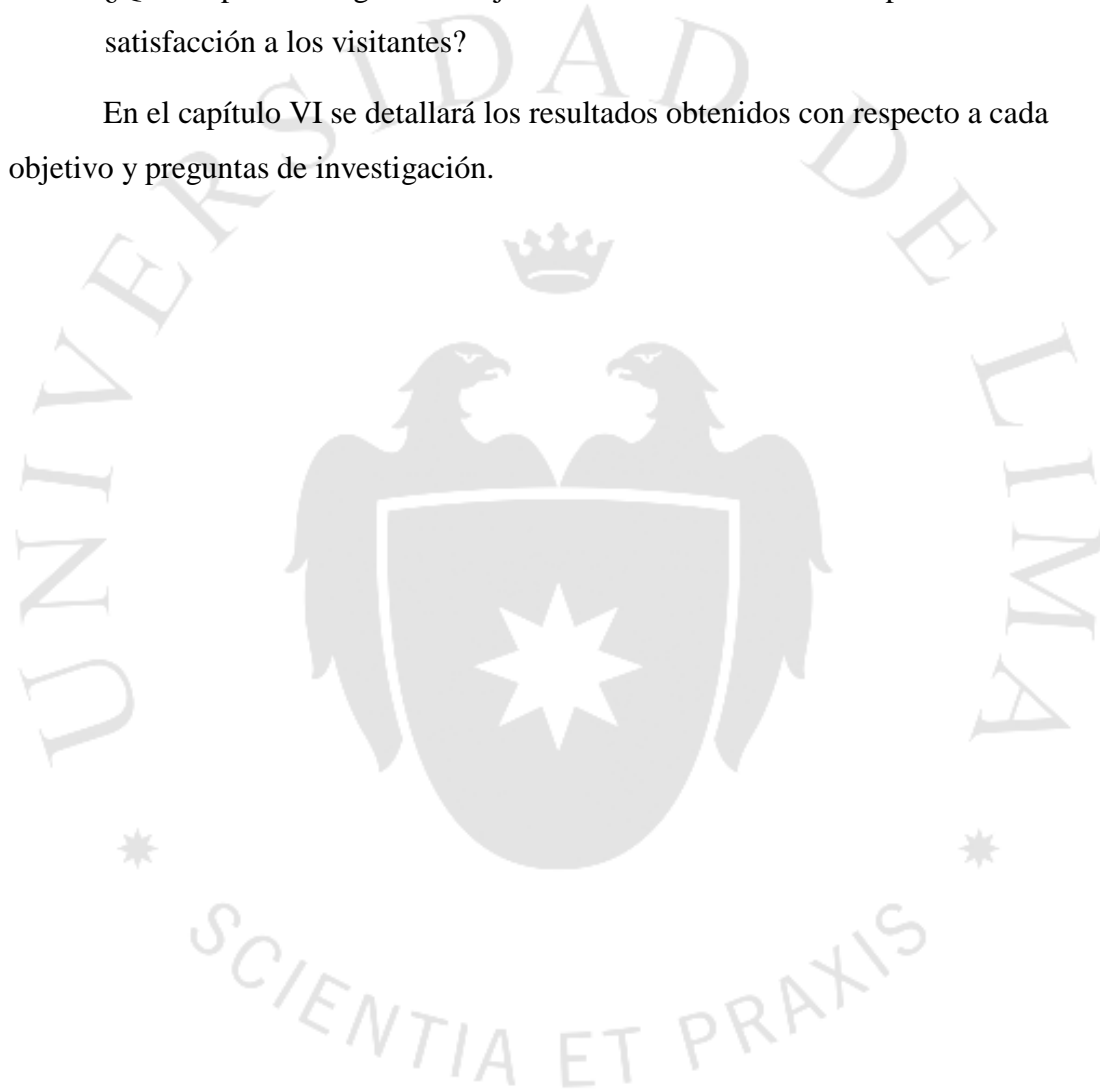 satisfacción a los visitantes?
En el capítulo VI se detallará los resultados obtenidos con respecto a cada
objetivo y preguntas de investigación.
UNIVERSIDAD DE LIMA
SCIENTIA ET PRAXIS